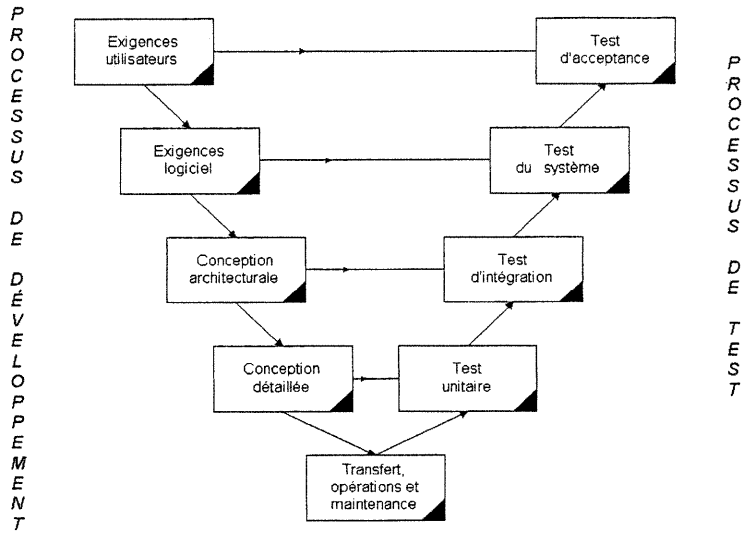 PROCESSUS DE DÉVELOPPEMENT
Exigences
utilisateurs
Test
d'acceptance
Exigences
logiciel
Test
du système
Conception
architecturale
Test
d'intégration
Conception
détaillée
Test
unitaire
Transfert,
opérations et
maintenance
PROCESSUS DE TEST